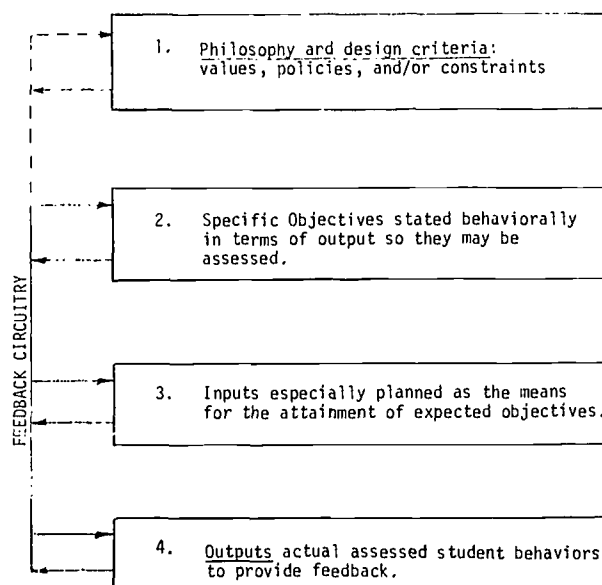 1. Philosophy ard design criteria:
values, policies, and/or constraints
2. Specific Objectives stated behaviorally
in terms of output so they may be
assessed.
FEEDBACK CIRCUITRY
3. Inputs especially planned as the means
for the attainment of expected objectives.
4. Outputs actual assessed student behaviors
to provide feedback.